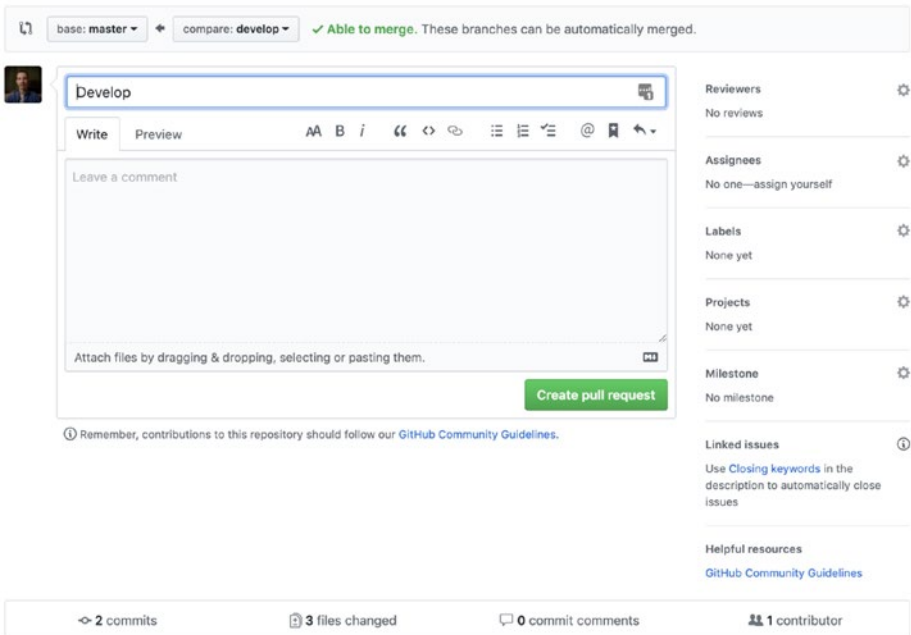 base: master compare: develop Able to merge. These branches can be automatically merged.
Develop
Write Preview AA B i
Leave a comment
Attach files by dragging & dropping, selecting or pasting them.
Create pull request
Remember, contributions to this repository should follow our GitHub Community Guidelines.
Reviewers
No reviews
Assignees
No one—assign yourself
Labels
None yet
Projects
None yet
Milestone
No milestone
Linked issues
Use Closing keywords in the
description to automatically close
issues
Helpful resources
GitHub Community Guidelines
2 commits 3 files changed 0 commit comments 1 contributor